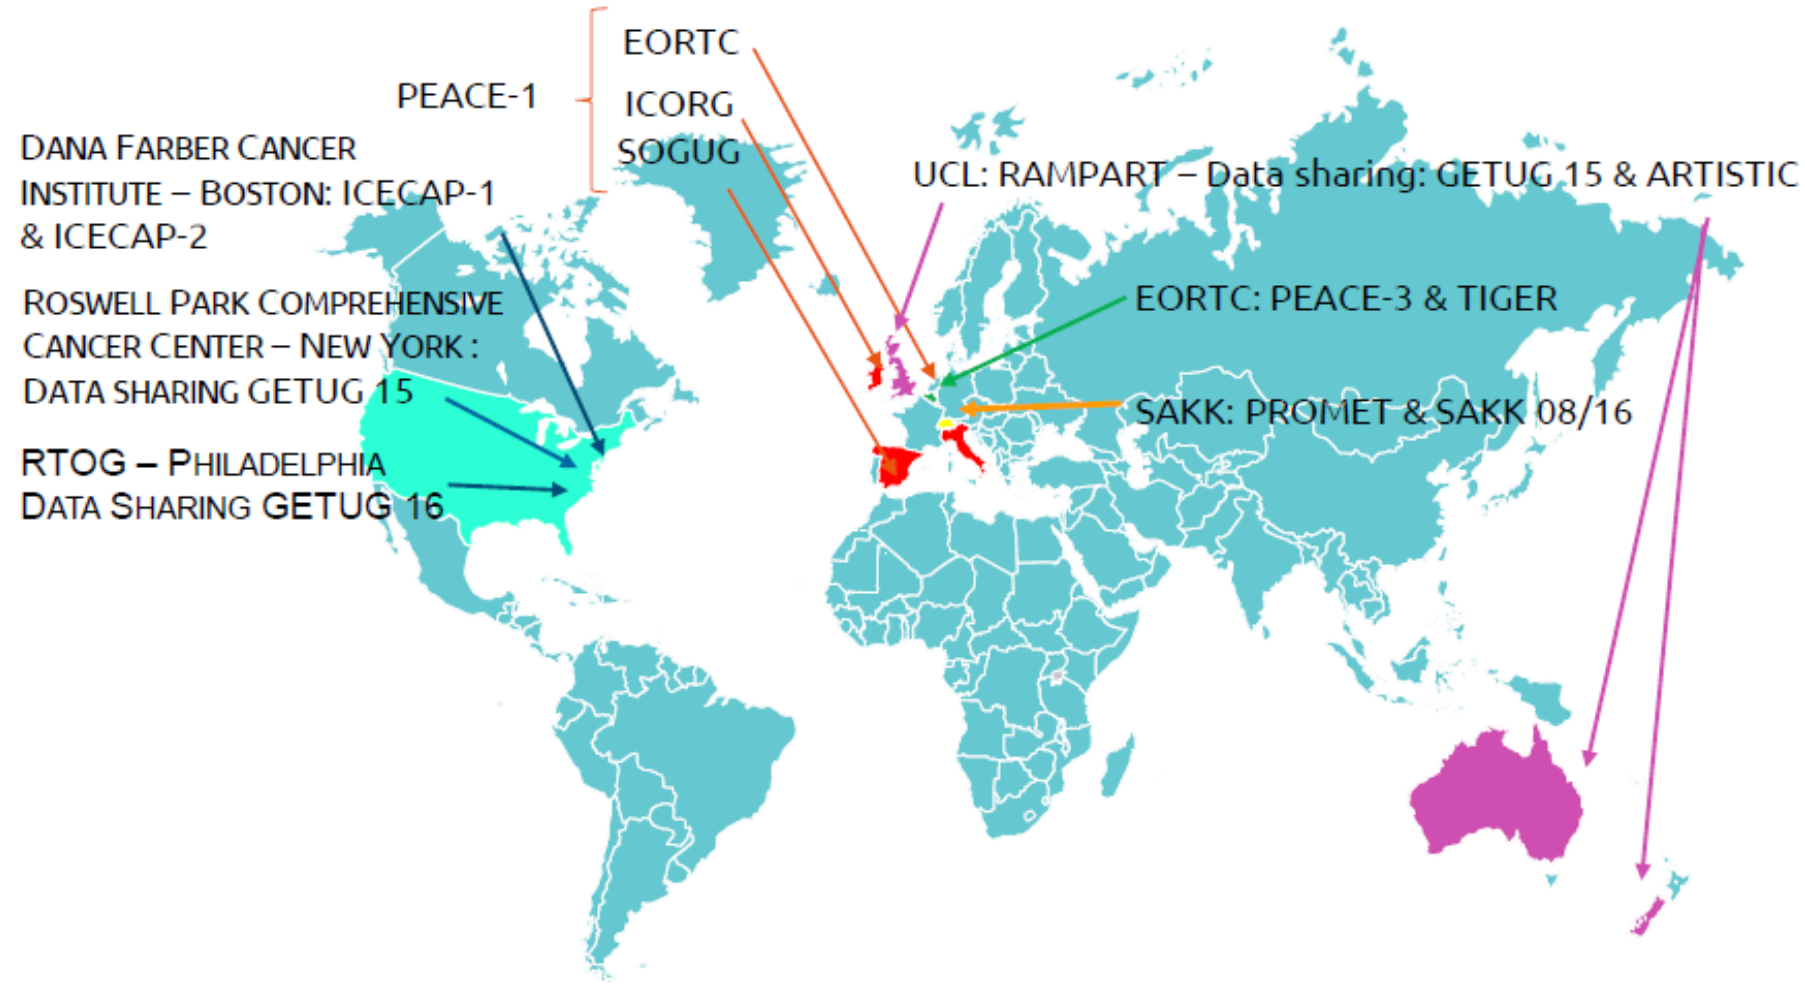 EORTC
PEACE-1
ICORG
SOGUG
DANA FARBER CANCER
INSTITUTE – BOSTON: ICECAP-1
& ICECAP-2
UCL: RAMPART – Data sharing: GETUG 15 & ARTISTIC
ROSWELL PARK COMPREHENSIVE
CANCER CENTER – NEW YORK :
DATA SHARING GETUG 15
EORTC: PEACE-3 & TIGER
SAKK: PROMET & SAKK 08/16
RTOG – PHILADELPHIA
DATA SHARING GETUG 16